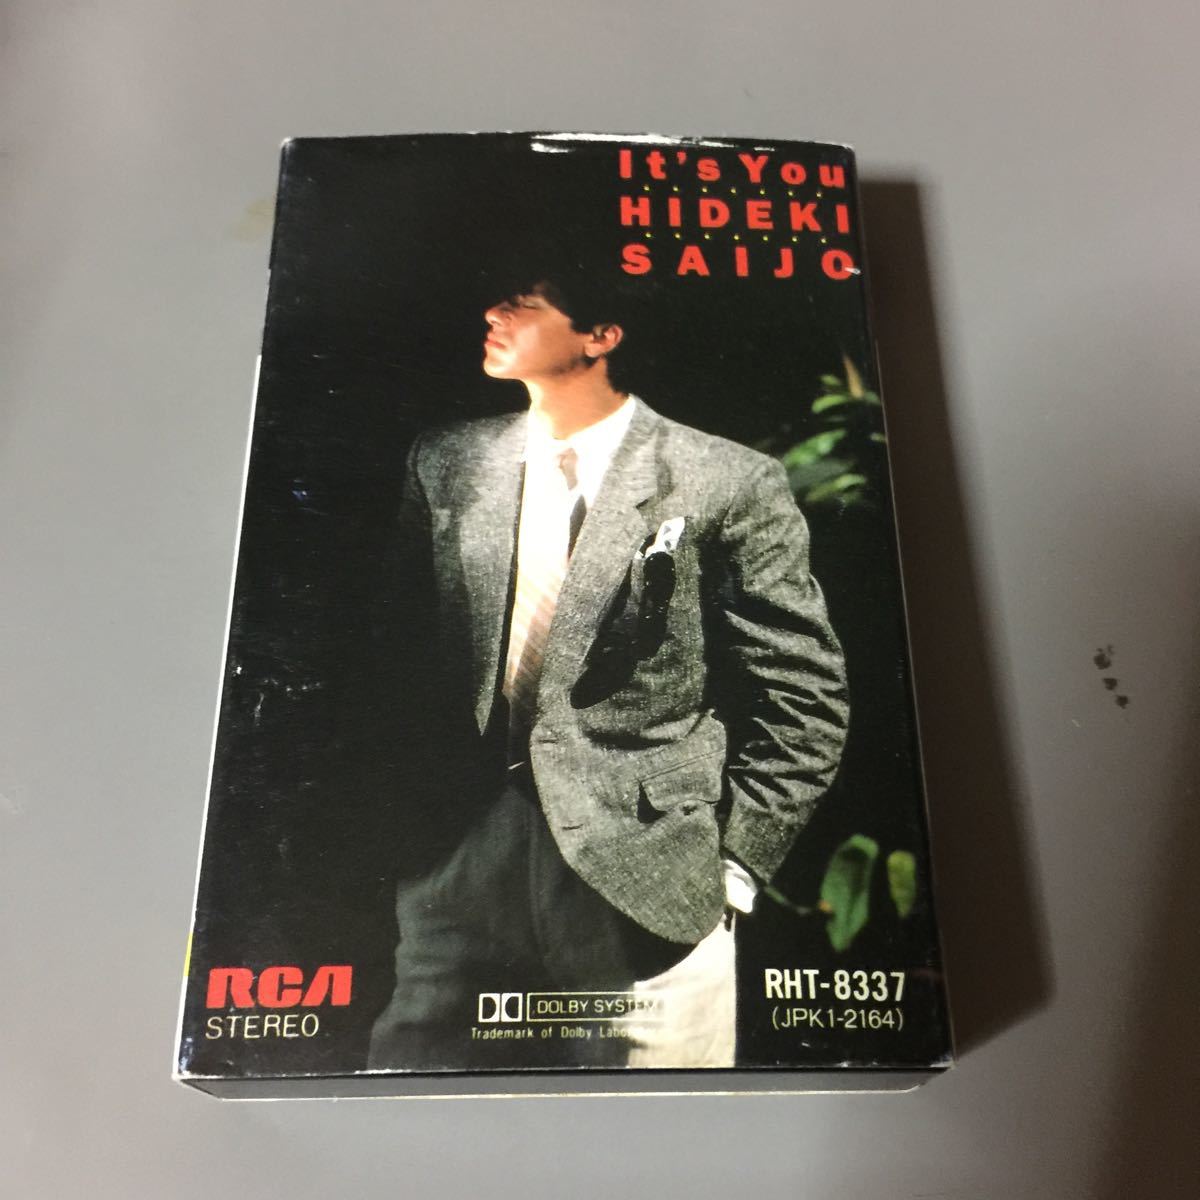 It's You
HIDEKI
SAIJO
RCA
STEREO
DOLBY SYSTEM
Trademark of Dolby
RHT-8337
(JPK1-2164)